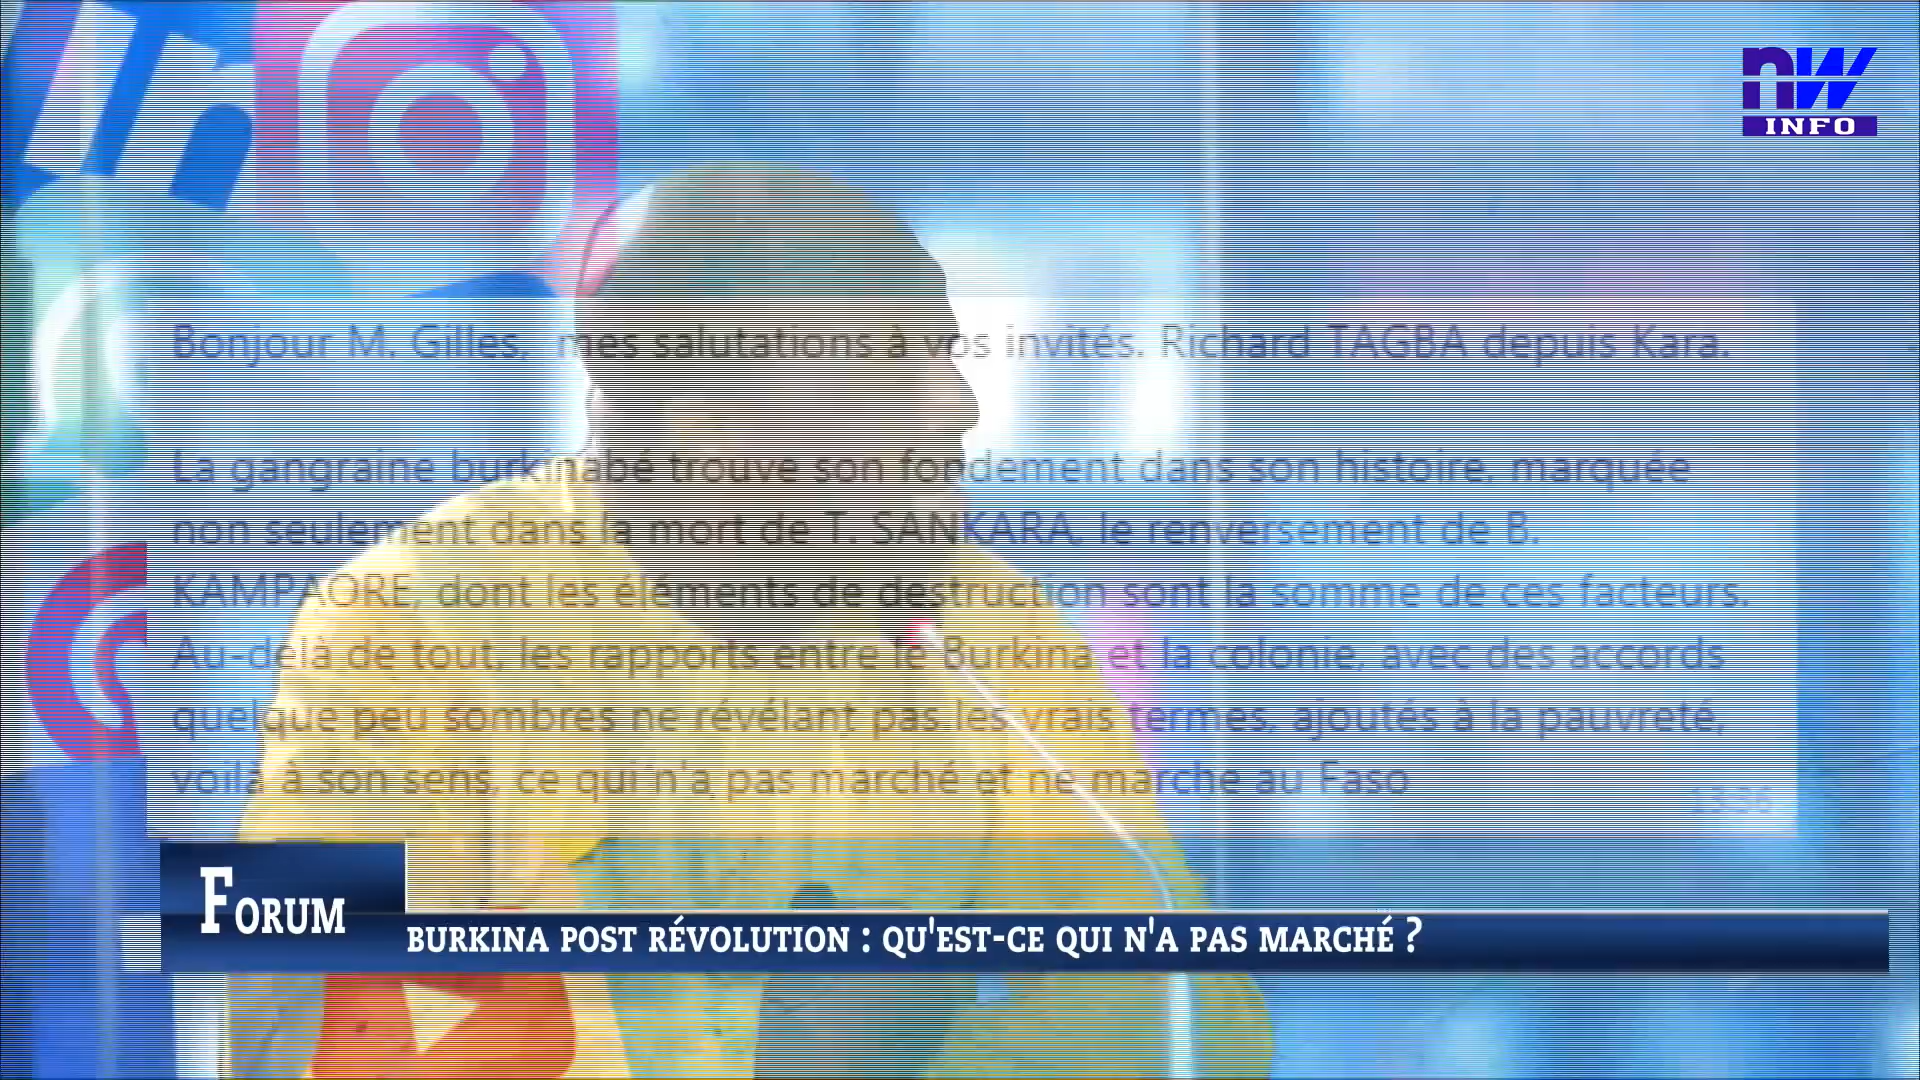 nw
INFO
Bonjour M. Gilles, mes salutations à vos invités. Richard TAGBA depuis Kara.
La gangraine burkinabé trouve son fondement dans son histoire, marquée
non seulement dans la mort de T. SANKARA, le renversement de B.
KAMPAORE, dont les éléments de destruction sont la somme de ces facteurs.
Au-delà de tout, les rapports entre le Burkina et la colonie, avec des accords
quelque peu sombres ne révélant pas les vrais termes, ajoutés à la pauvreté,
voilà à son sens, ce qui n'a pas marché et ne marche au Faso
13:36
FORUM
BURKINA POST RÉVOLUTION : QU'EST-CE QUI N'A PAS MARCHÉ ?